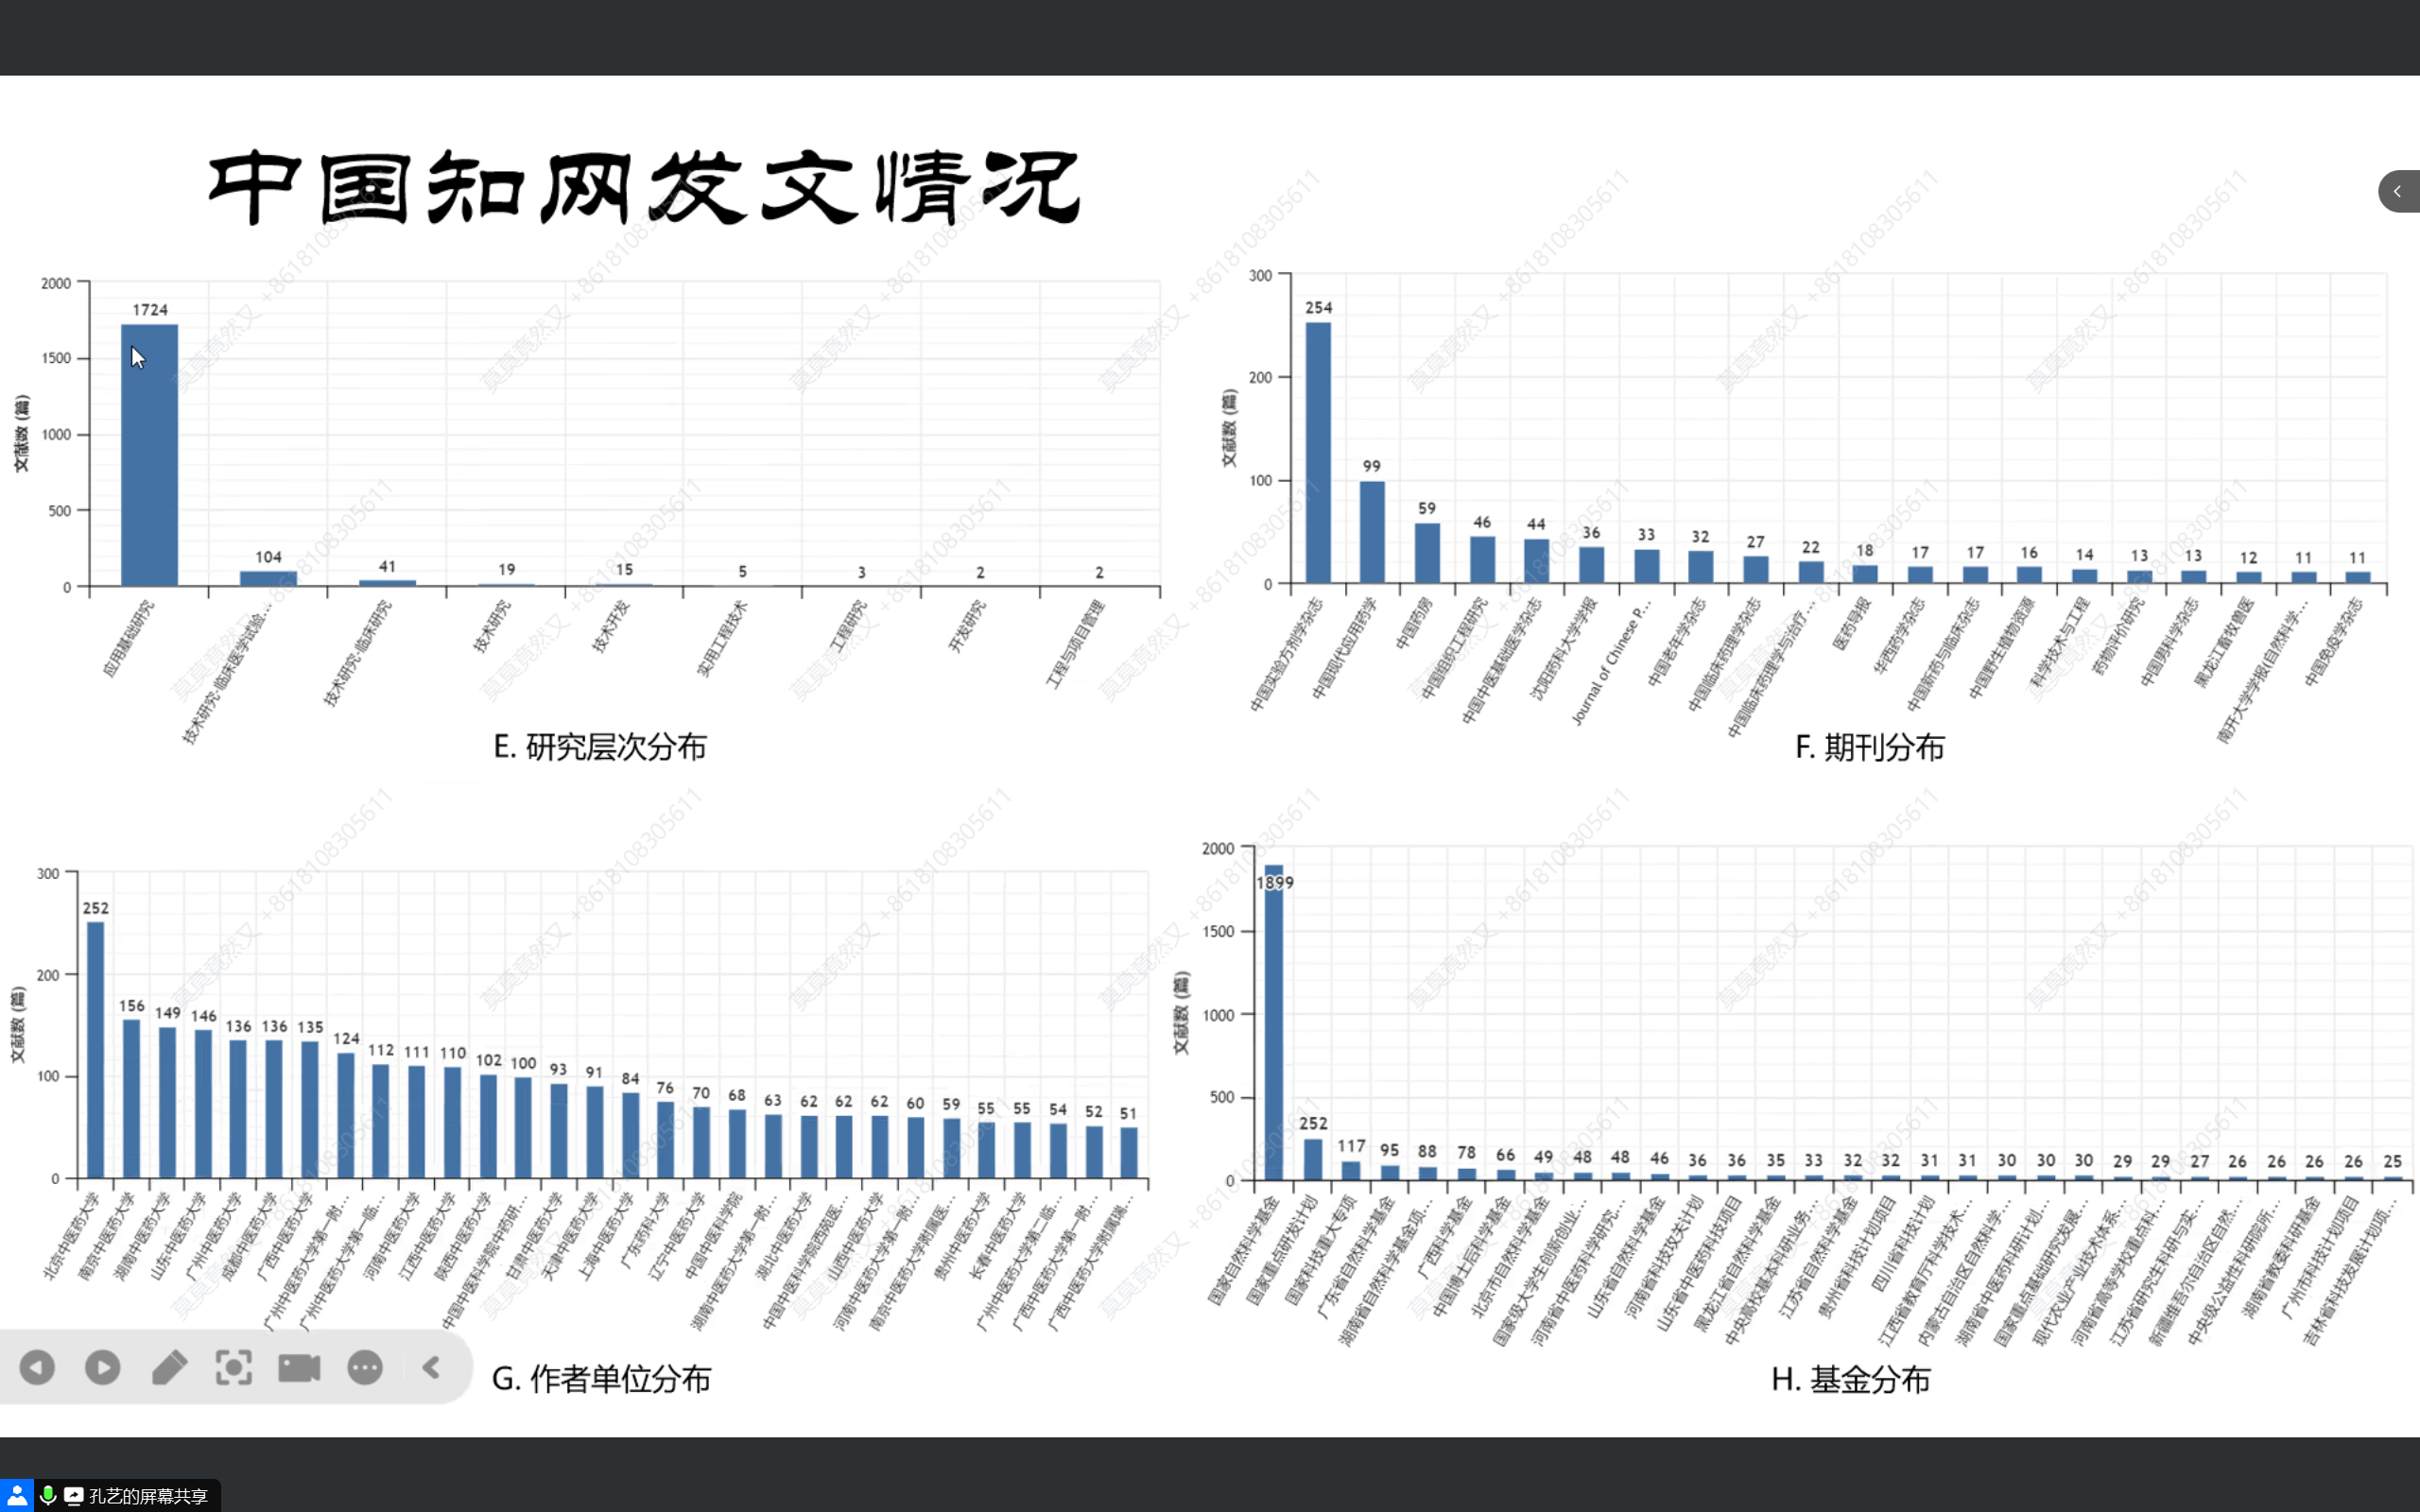 中国知网发文情况
文献数 (篇)
2000
1500
1000
500
0
1724
104
41
19
15
5
3
2
2
应用基础研究
技术研究-临床医学试验...
技术研究-临床研究
技术研究
技术开发
实用工程技术
工程研究
开发研究
工程与项目管理
E. 研究层次分布
文献数 (篇)
300
200
100
0
254
99
59
46
44
36
33
32
27
22
18
17
17
16
14
13
13
12
11
11
中国实验方剂学杂志
中国现代应用药学
中国药房
中国组织工程研究
中国中医基础医学杂志
沈阳药科大学学报
Journal of Chinese P...
中国老年学杂志
中国临床药理学杂志
中国临床药理学与治疗...
医药导报
华西药学杂志
中国新药与临床杂志
中国野生植物资源
科学技术与工程
药物评价研究
中国男科学杂志
黑龙江畜牧兽医
南开大学学报(自然科学...
中国免疫学杂志
F. 期刊分布
文献数 (篇)
300
200
100
0
252
156
149
146
136
136
135
124
112
111
110
102
100
93
91
84
76
70
68
63
62
62
62
60
59
55
55
54
52
51
北京中医药大学
南京中医药大学
湖南中医药大学
山东中医药大学
广州中医药大学
成都中医药大学
广西中医药大学
广州中医药大学第一附...
广州中医药大学第一临...
河南中医药大学
江西中医药大学
陕西中医药大学
中国中医科学院中药研...
甘肃中医药大学
天津中医药大学
上海中医药大学
广东药科大学
辽宁中医药大学
中国中医科学院
湖南中医药大学第一附...
湖北中医药大学
中国中医科学院西苑医...
山西中医药大学
河南中医药大学第一附...
南京中医药大学附属医...
贵州中医药大学
长春中医药大学
广州中医药大学第二临...
广西中医药大学第一附...
广西中医药大学附属瑞...
G. 作者单位分布
文献数 (篇)
2000
1500
1000
500
0
1899
252
117
95
88
78
66
49
48
48
46
36
36
35
33
32
32
31
31
30
30
30
29
29
27
26
26
26
26
25
国家自然科学基金
国家重点研发计划
国家科技重大专项
广东省自然科学基金
湖南省自然科学基金项...
广西科学基金
中国博士后科学基金
北京市自然科学基金
国家级大学生创新创业...
河南省中医药科学研究...
山东省自然科学基金
河南省科技攻关计划
山东省中医药科技项目
黑龙江省自然科学基金
中央高校基本科研业务...
江苏省自然科学基金
贵州省科技计划项目
四川省科技计划
江西省教育厅科学技术...
内蒙古自治区自然科学...
湖南省中医药科研计划...
国家重点基础研究发展...
现代农业产业技术体系...
河南省高等学校重点科...
江苏省研究生科研与实...
新疆维吾尔自治区自然...
中央级公益性科研院所...
湖南省教委科研基金
广州市科技计划项目
吉林省科技发展计划项...
H. 基金分布
孔艺的屏幕共享
莫莫竟然又 +8618108305611